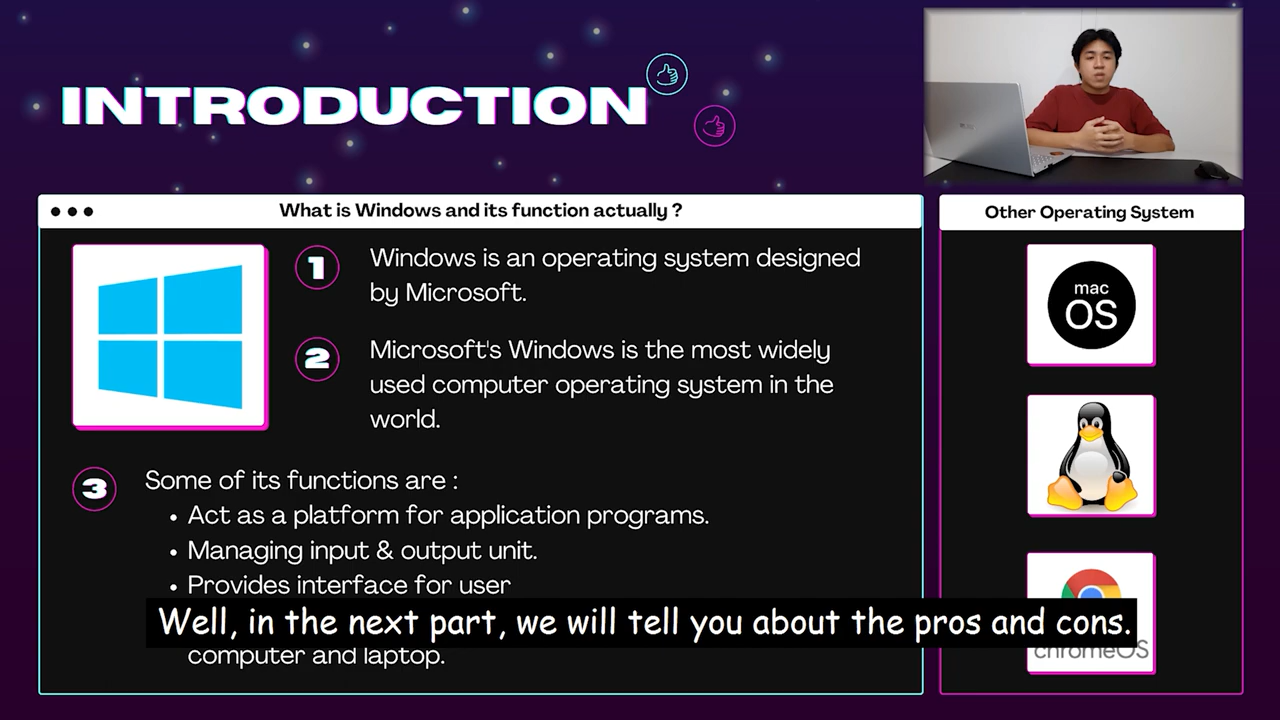 INTRODUCTION
What is Windows and its function actually ?
1
Windows is an operating system designed
by Microsoft.
2
Microsoft's Windows is the most widely
used computer operating system in the
world.
3
Some of its functions are :
• Act as a platform for application programs.
• Managing input & output unit.
• Provides interface for user
computer and laptop.
Other Operating System
mac
OS
chromeOS
Well, in the next part, we will tell you about the pros and cons.